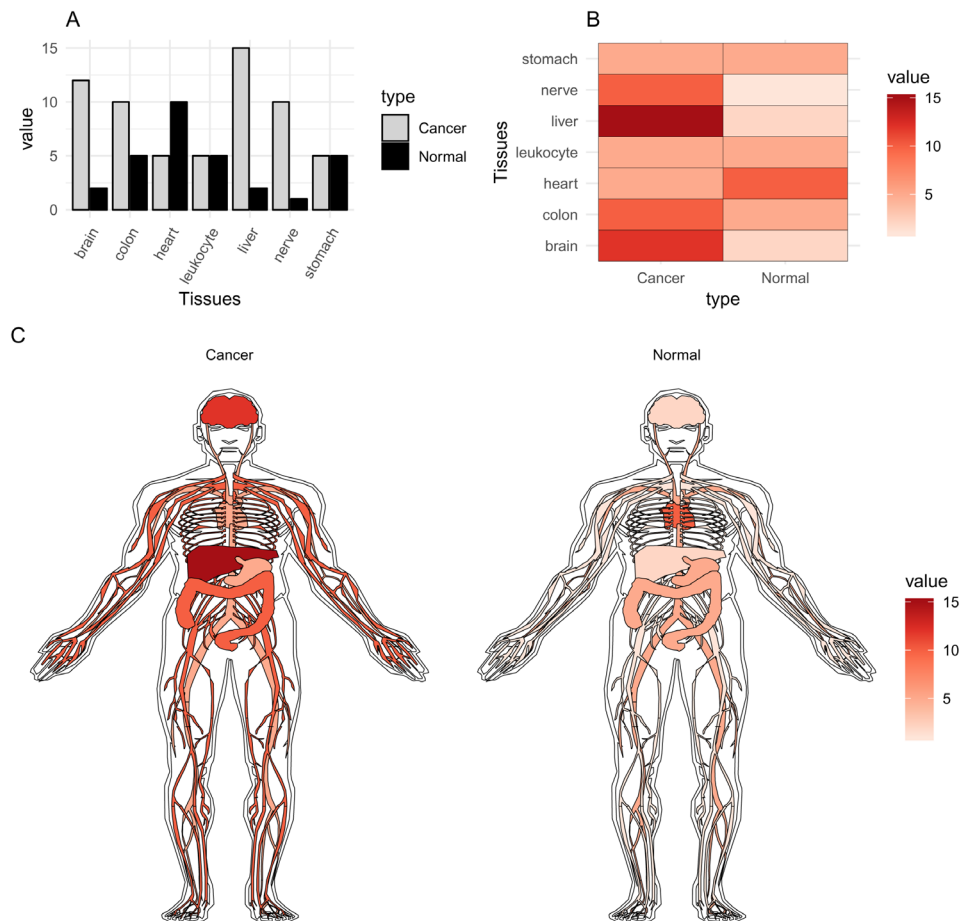 A
value
15
10
5
0
brain
colon
heart
leukocyte
liver
nerve
stomach
Tissues
type
Cancer
Normal
B
Tissues
stomach
nerve
liver
leukocyte
heart
colon
brain
Cancer Normal
type
value
15
10
5
C
Cancer Normal
value
15
10
5